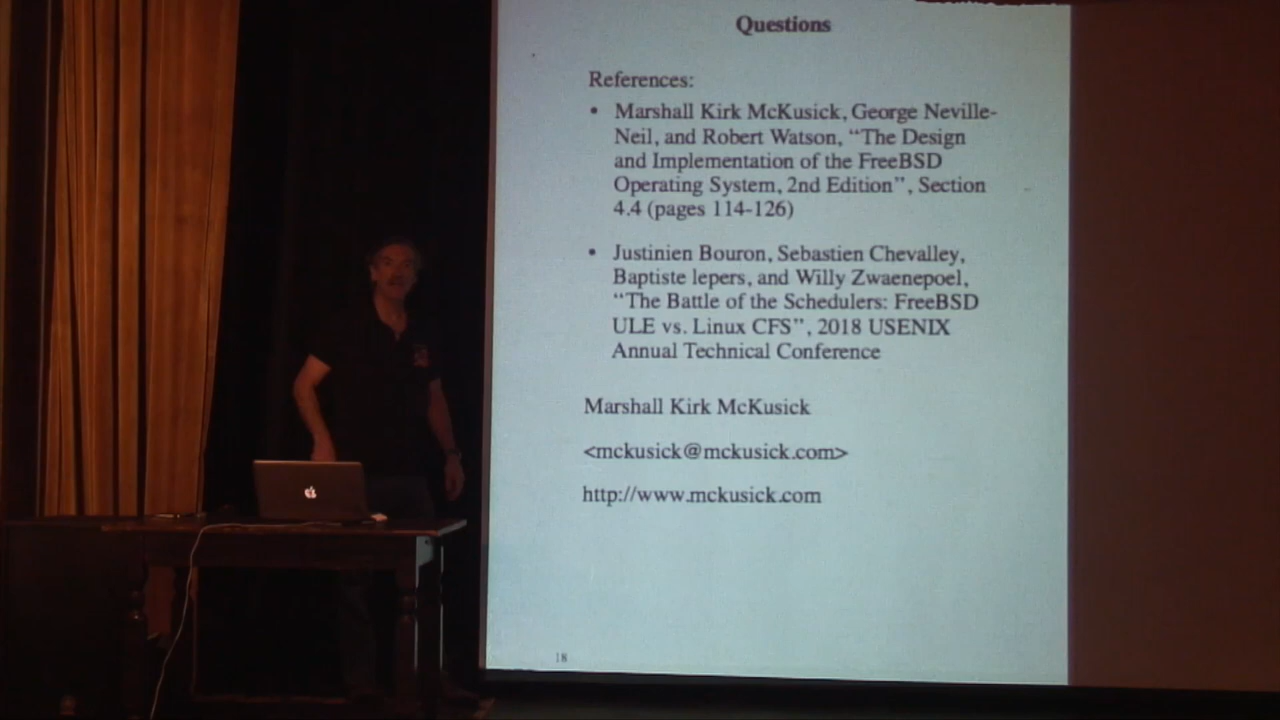 Questions
References:
• Marshall Kirk McKusick, George Neville-
Neil, and Robert Watson, “The Design
and Implementation of the FreeBSD
Operating System, 2nd Edition”, Section
4.4 (pages 114-126)
• Justinien Bouron, Sebastien Chevalley,
Baptiste lepers, and Willy Zwaenepoel,
“The Battle of the Schedulers: FreeBSD
ULE vs. Linux CFS”, 2018 USENIX
Annual Technical Conference
Marshall Kirk McKusick
<mckusick@mckusick.com>
http://www.mckusick.com
18